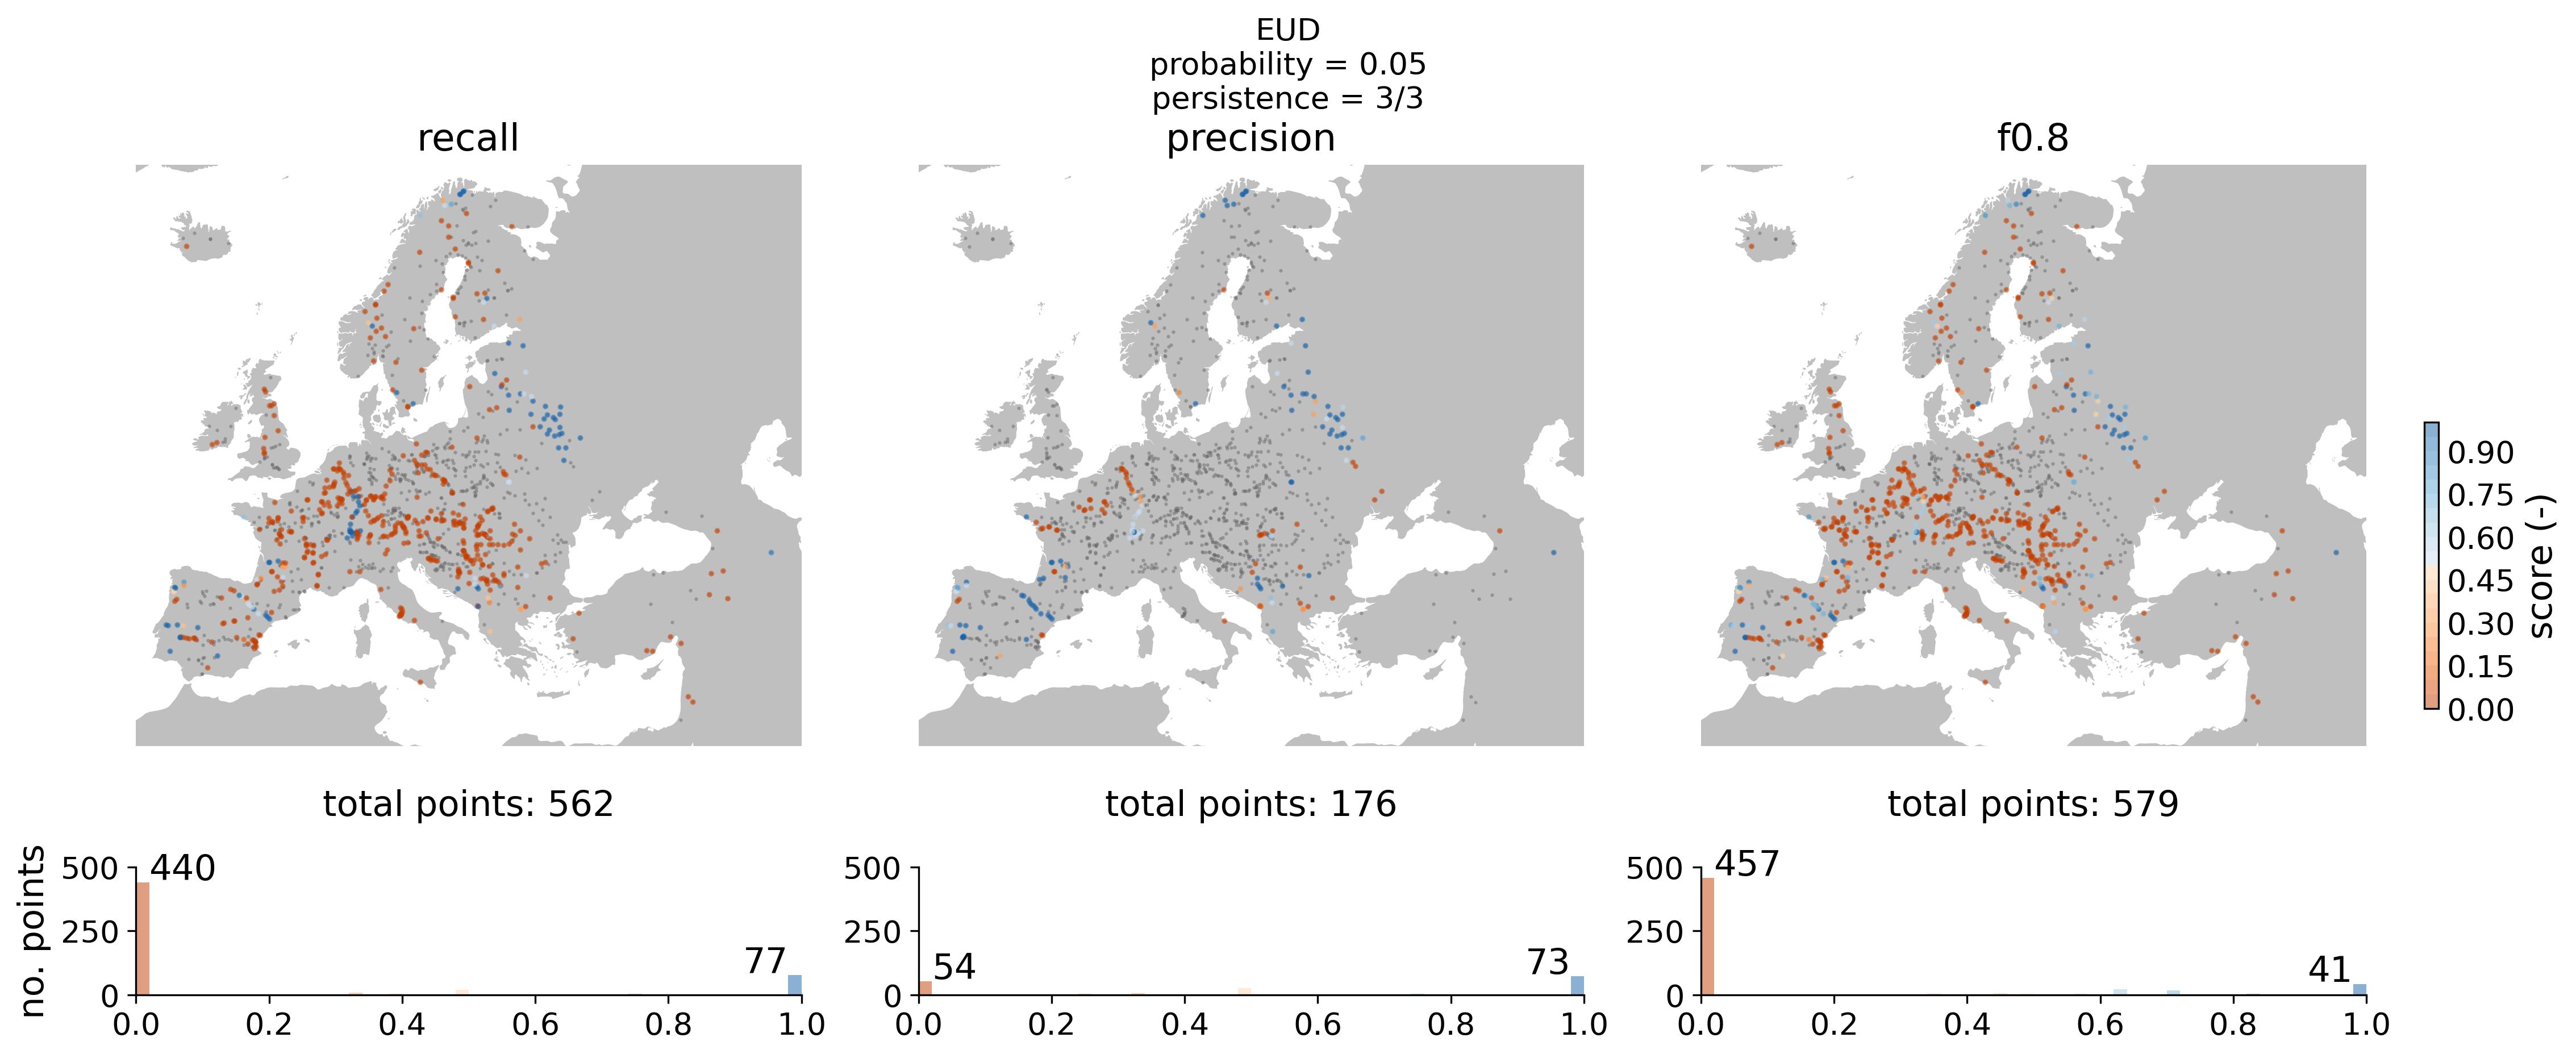 EUD
probability = 0.05
persistence = 3/3
recall
precision
f0.8
0.90
0.75
0.60
0.45
0.30
0.15
0.00
score (-)
total points: 562
total points: 176
total points: 579
no. points
500
250
0
440
77
0.0 0.2 0.4 0.6 0.8 1.0
500
250
0
54
73
0.0 0.2 0.4 0.6 0.8 1.0
500
250
0
457
41
0.0 0.2 0.4 0.6 0.8 1.0